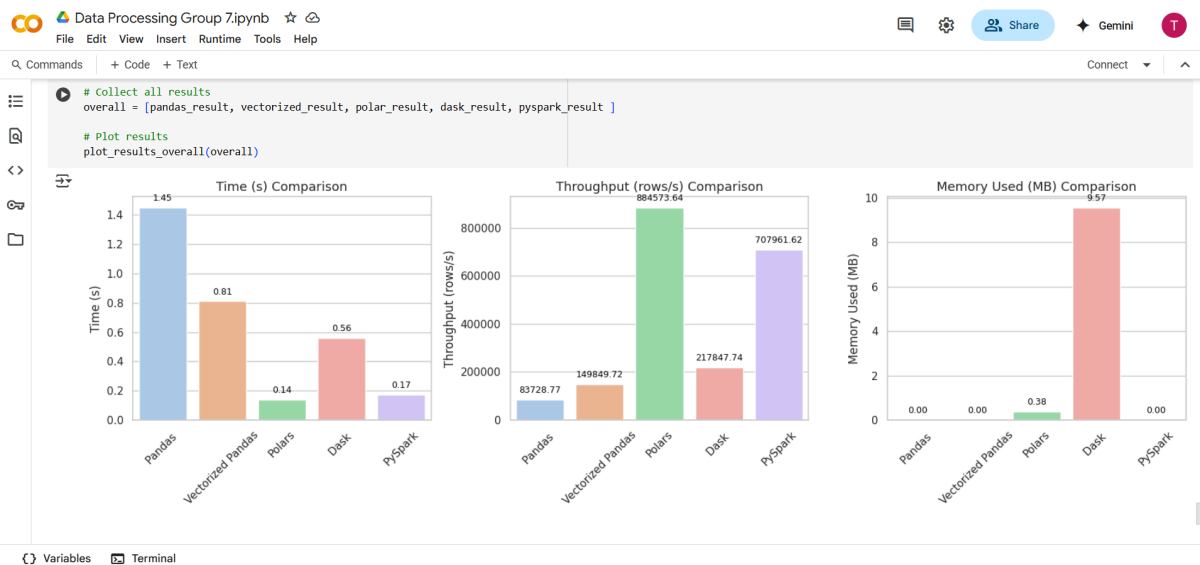 Data Processing Group 7.ipynb
File Edit View Insert Runtime Tools Help
Share
Gemini
T
Commands + Code + Text
Connect
# Collect all results
overall = [pandas_result, vectorized_result, polar_result, dask_result, pyspark_result ]
# Plot results
plot_results_overall(overall)
Time (s) Comparison
Time (s)
1.4
1.2
1.0
0.8
0.6
0.4
0.2
0.0
1.45
0.81
0.14
0.56
0.17
Pandas
Vectorized Pandas
Polars
Dask
PySpark
Throughput (rows/s) Comparison
Throughput (rows/s)
800000
600000
400000
200000
0
83728.77
149849.72
884573.64
217847.74
707961.62
Pandas
Vectorized Pandas
Polars
Dask
PySpark
Memory Used (MB) Comparison
Memory Used (MB)
10
8
6
4
2
0
0.00
0.00
0.38
9.57
0.00
Pandas
Vectorized Pandas
Polars
Dask
PySpark
Variables Terminal